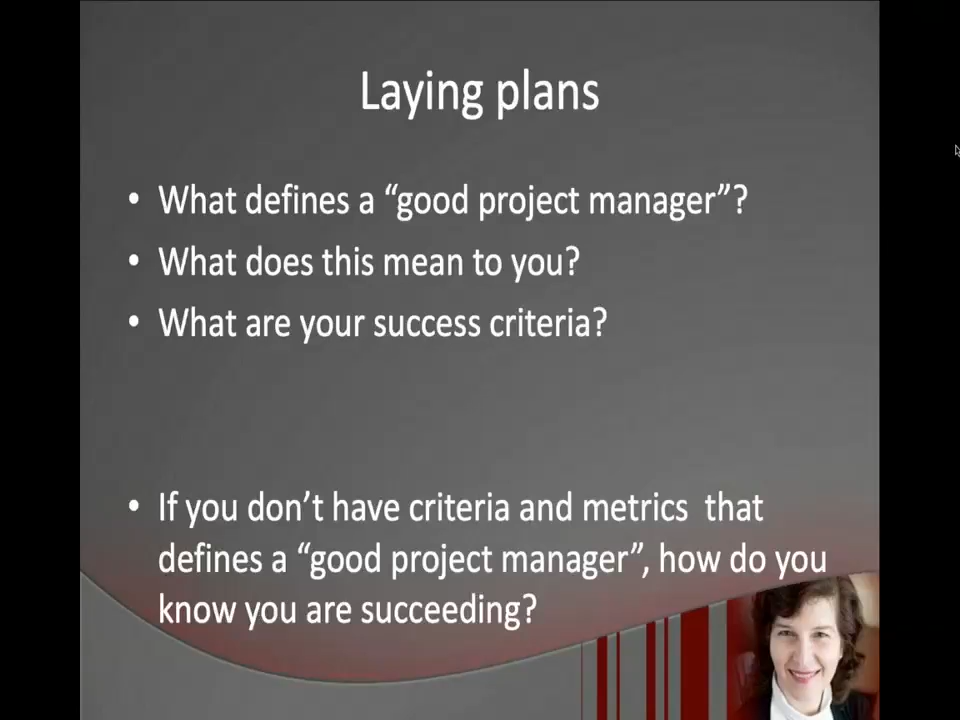 Laying plans
• What defines a “good project manager”?
• What does this mean to you?
• What are your success criteria?
• If you don’t have criteria and metrics  that
defines a “good project manager”, how do you
know you are succeeding?